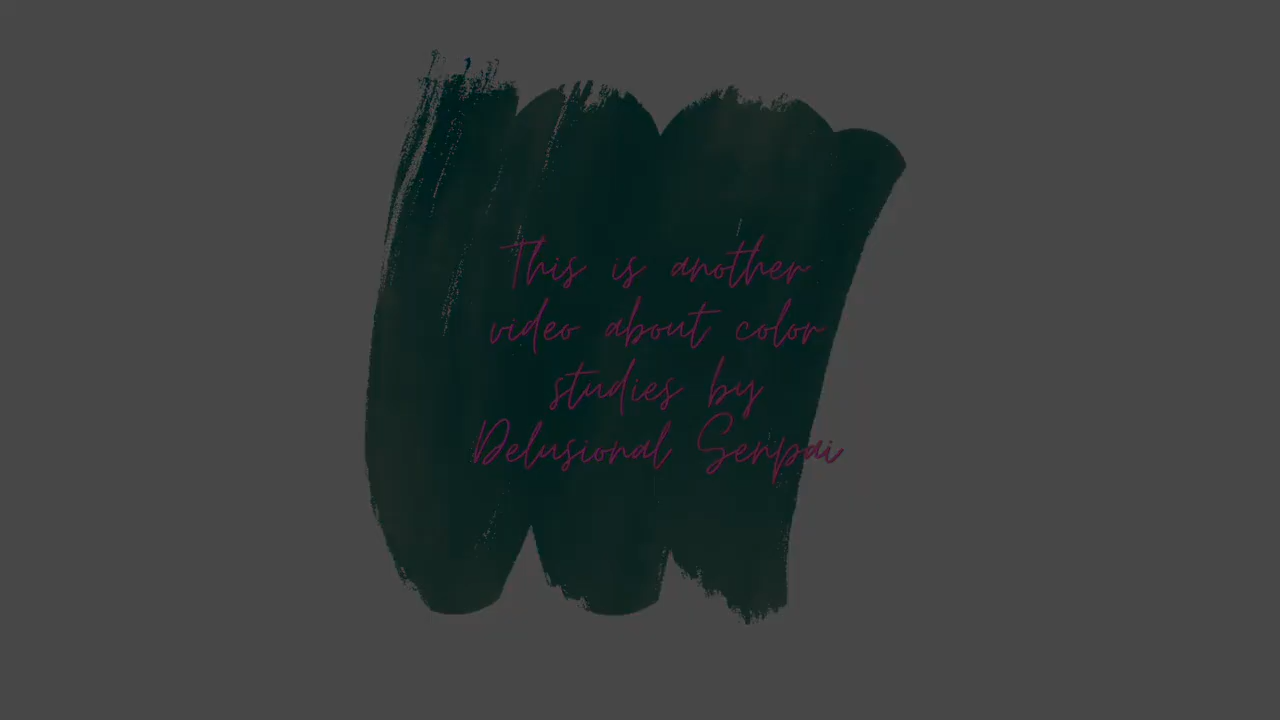 This is another
video about color
studies by
Delusional Senpai